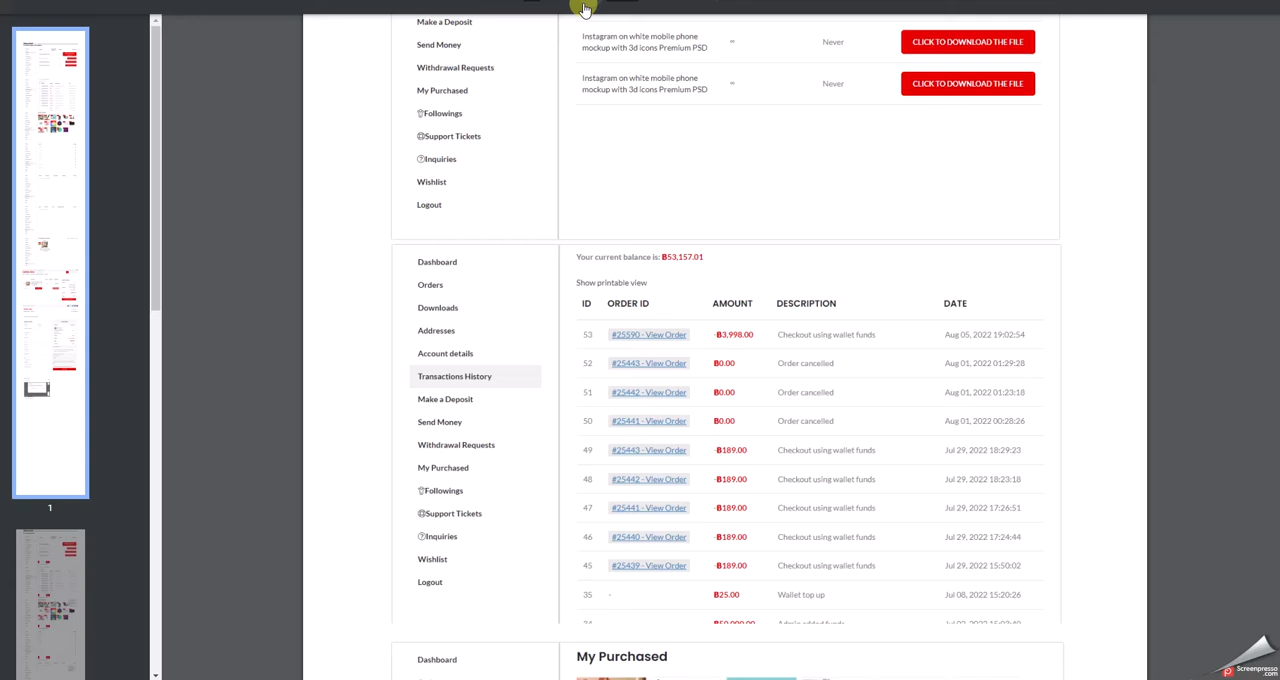 Make a Deposit
Send Money
Withdrawal Requests
My Purchased
Followings
Support Tickets
Inquiries
Wishlist
Logout
Instagram on white mobile phone
mockup with 3d icons Premium PSD
∞ Never CLICK TO DOWNLOAD THE FILE
Instagram on white mobile phone
mockup with 3d icons Premium PSD
∞ Never CLICK TO DOWNLOAD THE FILE
Dashboard
Orders
Downloads
Addresses
Account details
Transactions History
Make a Deposit
Send Money
Withdrawal Requests
My Purchased
Followings
Support Tickets
Inquiries
Wishlist
Logout
Your current balance is: ฿53,157.01
Show printable view
ID ORDER ID AMOUNT DESCRIPTION DATE
53 #25590 - View Order -฿3,998.00 Checkout using wallet funds Aug 05, 2022 19:02:54
52 #25443 - View Order ฿0.00 Order cancelled Aug 01, 2022 01:29:28
51 #25442 - View Order ฿0.00 Order cancelled Aug 01, 2022 01:23:18
50 #25441 - View Order ฿0.00 Order cancelled Aug 01, 2022 00:28:26
49 #25443 - View Order -฿189.00 Checkout using wallet funds Jul 29, 2022 18:29:23
48 #25442 - View Order -฿189.00 Checkout using wallet funds Jul 29, 2022 18:23:18
47 #25441 - View Order -฿189.00 Checkout using wallet funds Jul 29, 2022 17:26:51
46 #25440 - View Order -฿189.00 Checkout using wallet funds Jul 29, 2022 17:24:44
45 #25439 - View Order -฿189.00 Checkout using wallet funds Jul 29, 2022 15:50:02
35 - ฿25.00 Wallet top up Jul 08, 2022 15:20:26
Dashboard
My Purchased
1
Screenpresso
.com